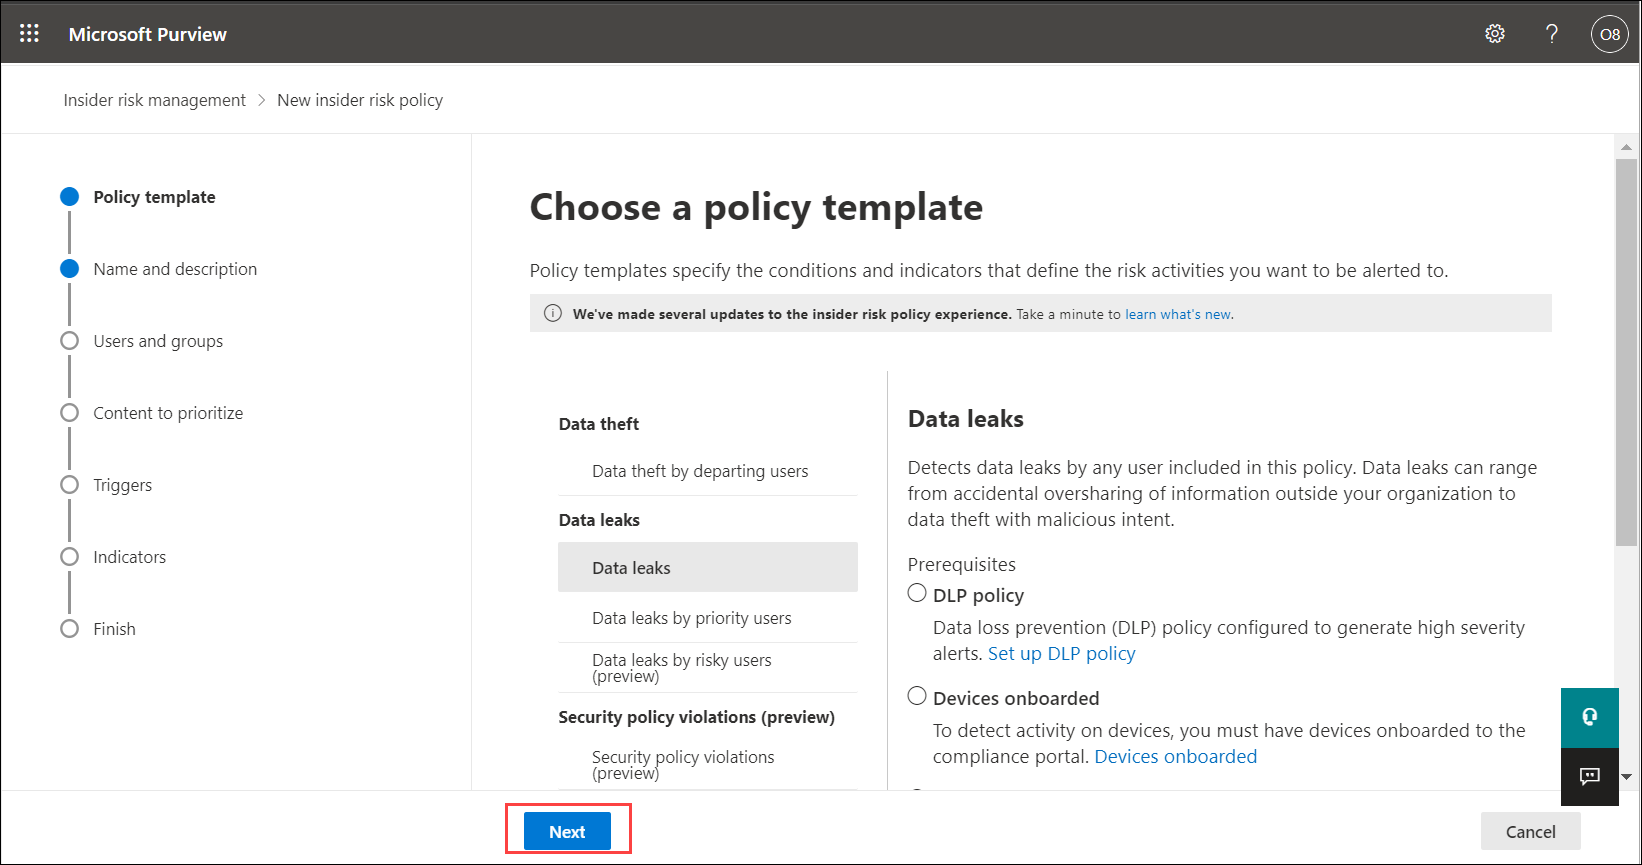 Microsoft Purview
?
O8
Insider risk management > New insider risk policy
Policy template
Name and description
Users and groups
Content to prioritize
Triggers
Indicators
Finish
Choose a policy template
Policy templates specify the conditions and indicators that define the risk activities you want to be alerted to.
We've made several updates to the insider risk policy experience. Take a minute to learn what's new.
Data theft
Data theft by departing users
Data leaks
Data leaks
Data leaks by priority users
Data leaks by risky users
(preview)
Security policy violations (preview)
Security policy violations
(preview)
Data leaks
Detects data leaks by any user included in this policy. Data leaks can range
from accidental oversharing of information outside your organization to
data theft with malicious intent.
Prerequisites
DLP policy
Data loss prevention (DLP) policy configured to generate high severity
alerts. Set up DLP policy
Devices onboarded
To detect activity on devices, you must have devices onboarded to the
compliance portal. Devices onboarded
Next
Cancel